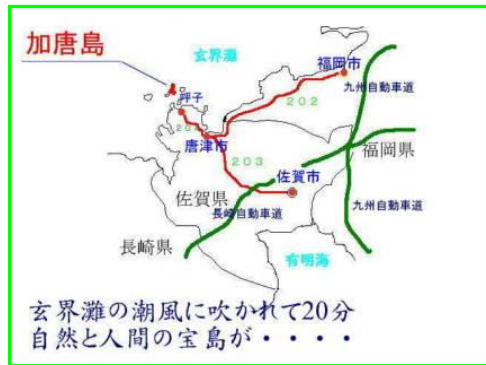 加唐島
玄界灘
福岡市
九州自動車道
呼子
202
204
唐津市
203
福岡県
佐賀市
佐賀県
長崎自動車道
九州自動車道
長崎県
有明海
玄界灘の潮風に吹かれて20分
自然と人間の宝島が・・・・